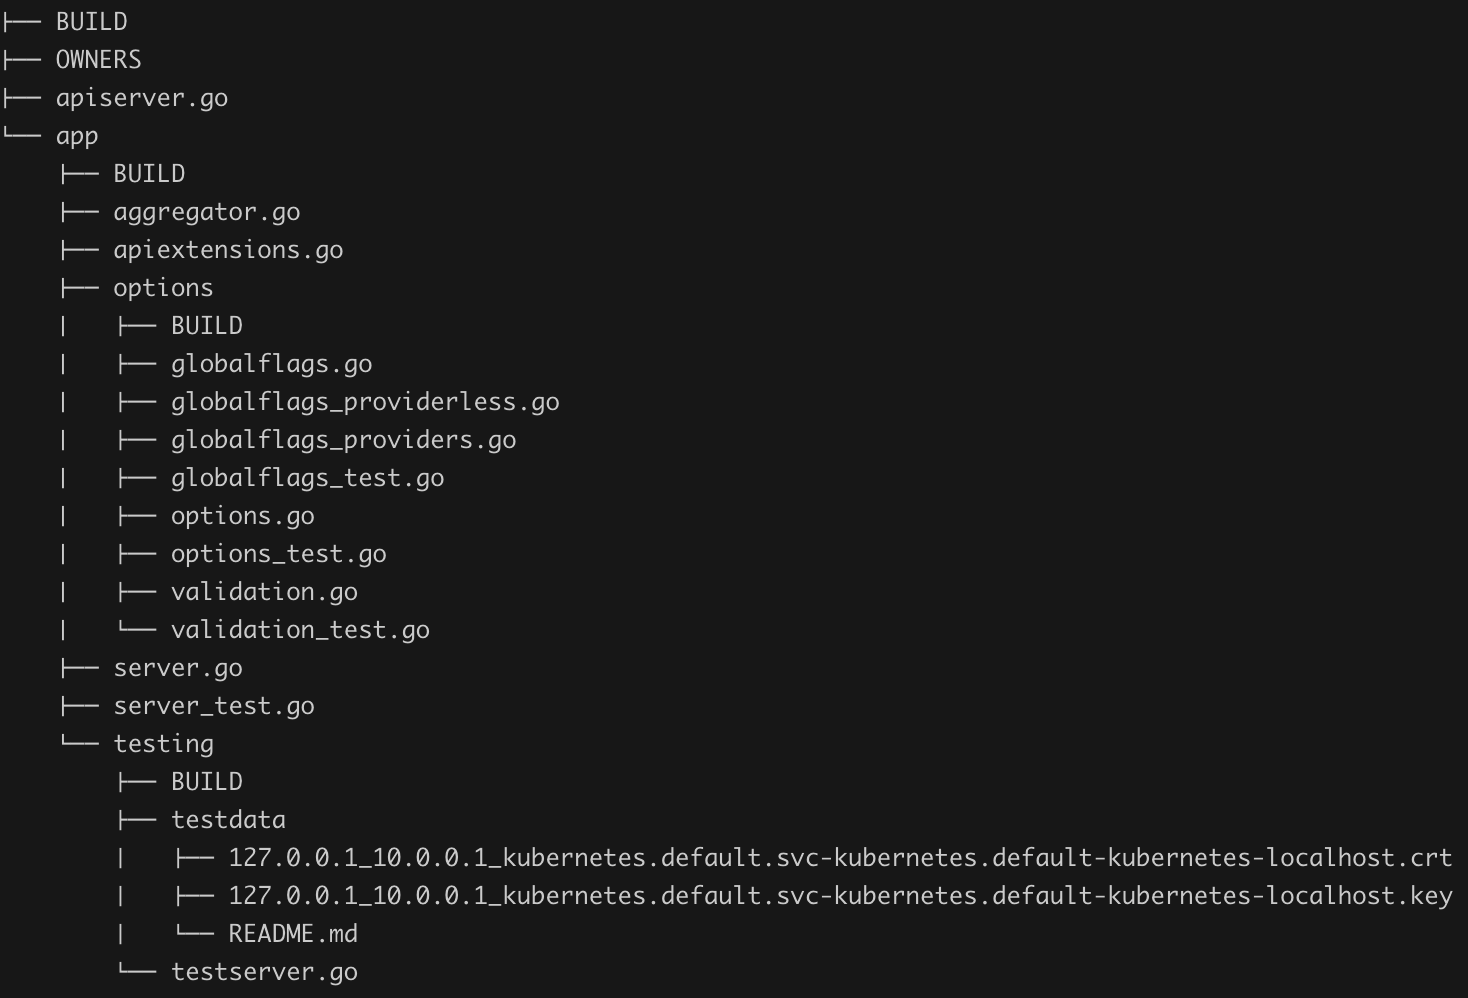 ├── BUILD
├── OWNERS
├── apiserver.go
└── app
    ├── BUILD
    ├── aggregator.go
    ├── apiextensions.go
    ├── options
    |   ├── BUILD
    |   ├── globalflags.go
    |   ├── globalflags_providerless.go
    |   ├── globalflags_providers.go
    |   ├── globalflags_test.go
    |   ├── options.go
    |   ├── options_test.go
    |   ├── validation.go
    |   └── validation_test.go
    ├── server.go
    ├── server_test.go
    └── testing
        ├── BUILD
        ├── testdata
        |   ├── 127.0.0.1_10.0.0.1_kubernetes.default.svc-kubernetes.default-kubernetes-localhost.crt
        |   ├── 127.0.0.1_10.0.0.1_kubernetes.default.svc-kubernetes.default-kubernetes-localhost.key
        |   └── README.md
        └── testserver.go